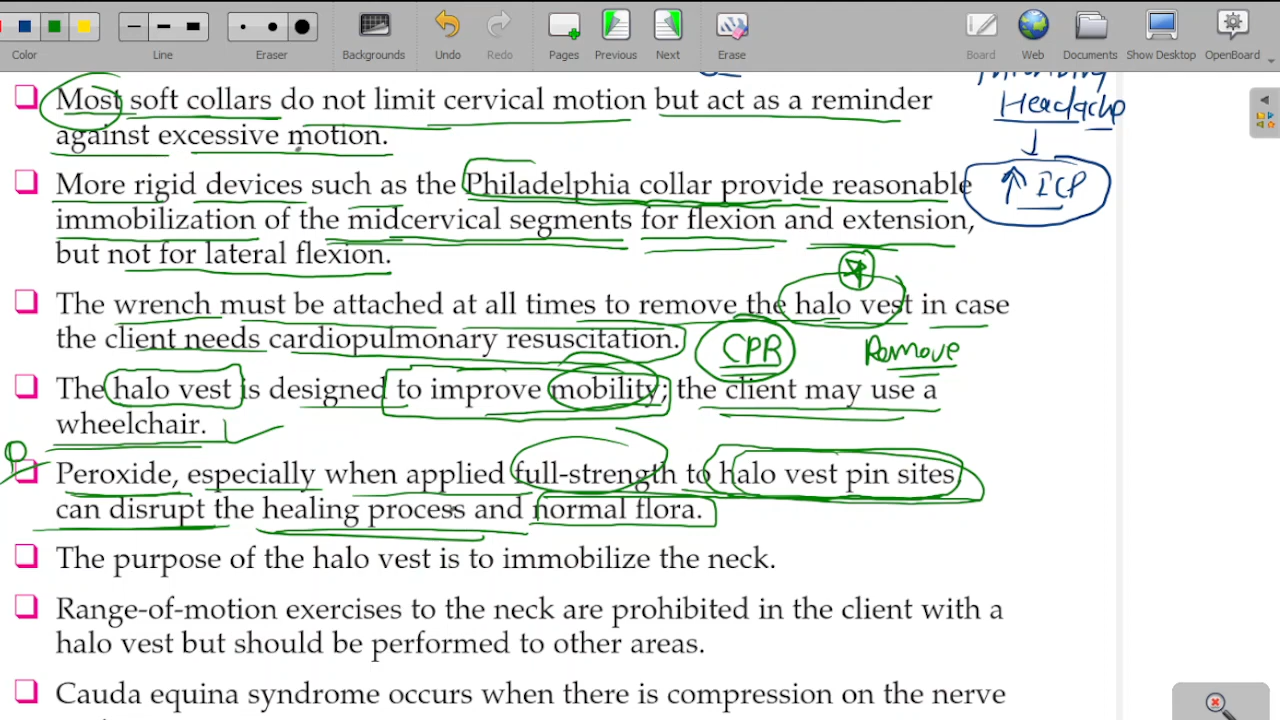 Color
Line
Eraser
Backgrounds
Undo
Redo
Pages
Previous
Next
Erase
Board
Web
Documents
Show Desktop
OpenBoard
Most soft collars do not limit cervical motion but act as a reminder
against excessive motion.
Headache
↓
↑ ICP
More rigid devices such as the Philadelphia collar provide reasonable
immobilization of the midcervical segments for flexion and extension,
but not for lateral flexion.
The wrench must be attached at all times to remove the halo vest in case
the client needs cardiopulmonary resuscitation.
CPR
Remove
The halo vest is designed to improve mobility; the client may use a
wheelchair.
Peroxide, especially when applied full-strength to halo vest pin sites,
can disrupt the healing process and normal flora.
The purpose of the halo vest is to immobilize the neck.
Range-of-motion exercises to the neck are prohibited in the client with a
halo vest but should be performed to other areas.
Cauda equina syndrome occurs when there is compression on the nerve